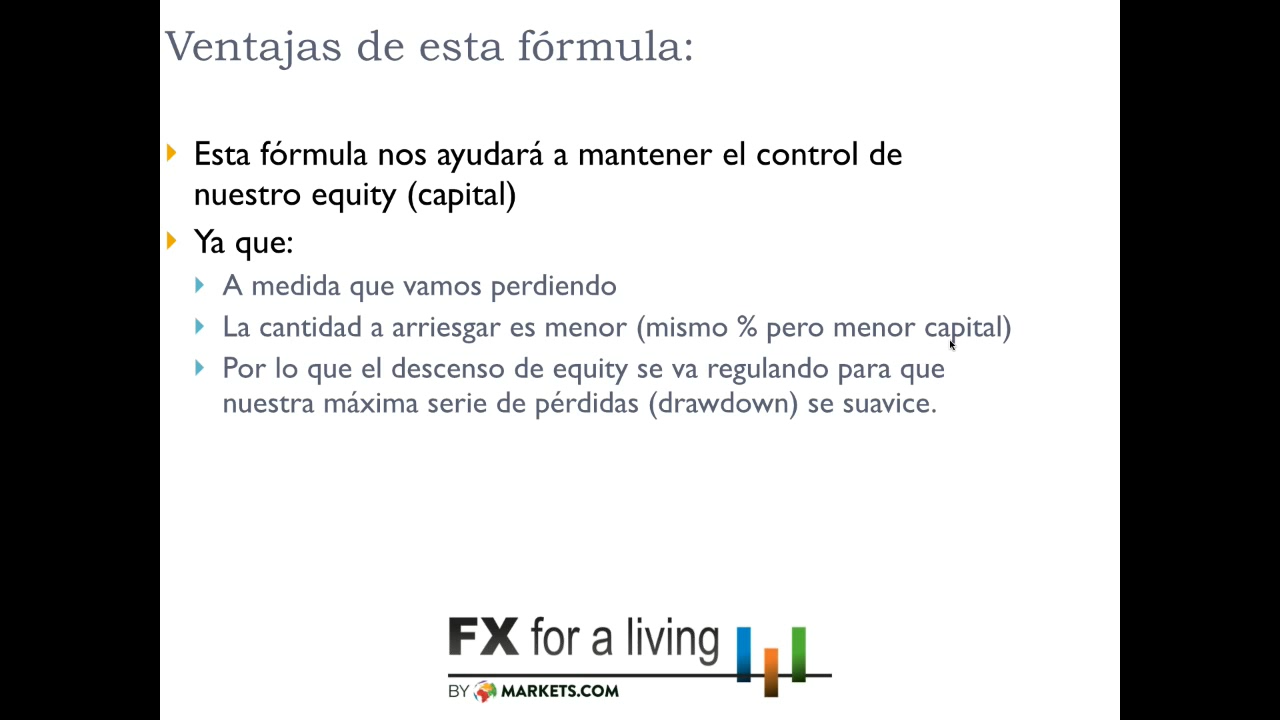 Ventajas de esta fórmula:
Esta fórmula nos ayudará a mantener el control de
nuestro equity (capital)
Ya que:
A medida que vamos perdiendo
La cantidad a arriesgar es menor (mismo % pero menor capital)
Por lo que el descenso de equity se va regulando para que
nuestra máxima serie de pérdidas (drawdown) se suavice.
FX for a living
BY MARKETS.COM